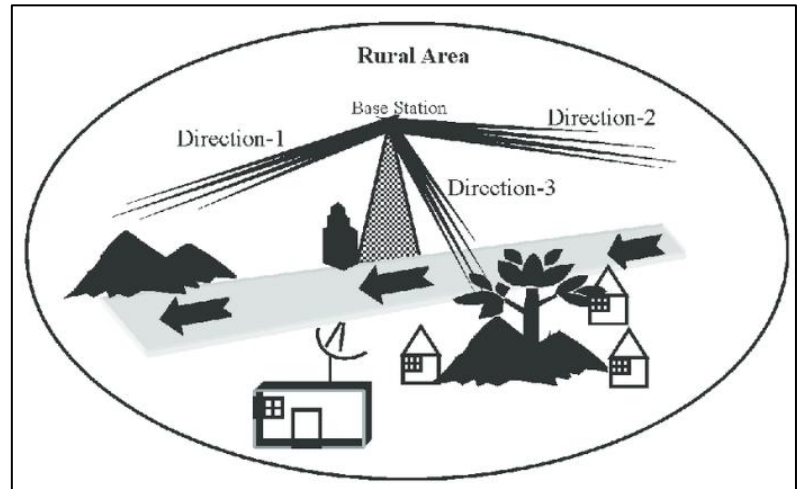 Rural Area
Base Station
Direction-1
Direction-2
Direction-3